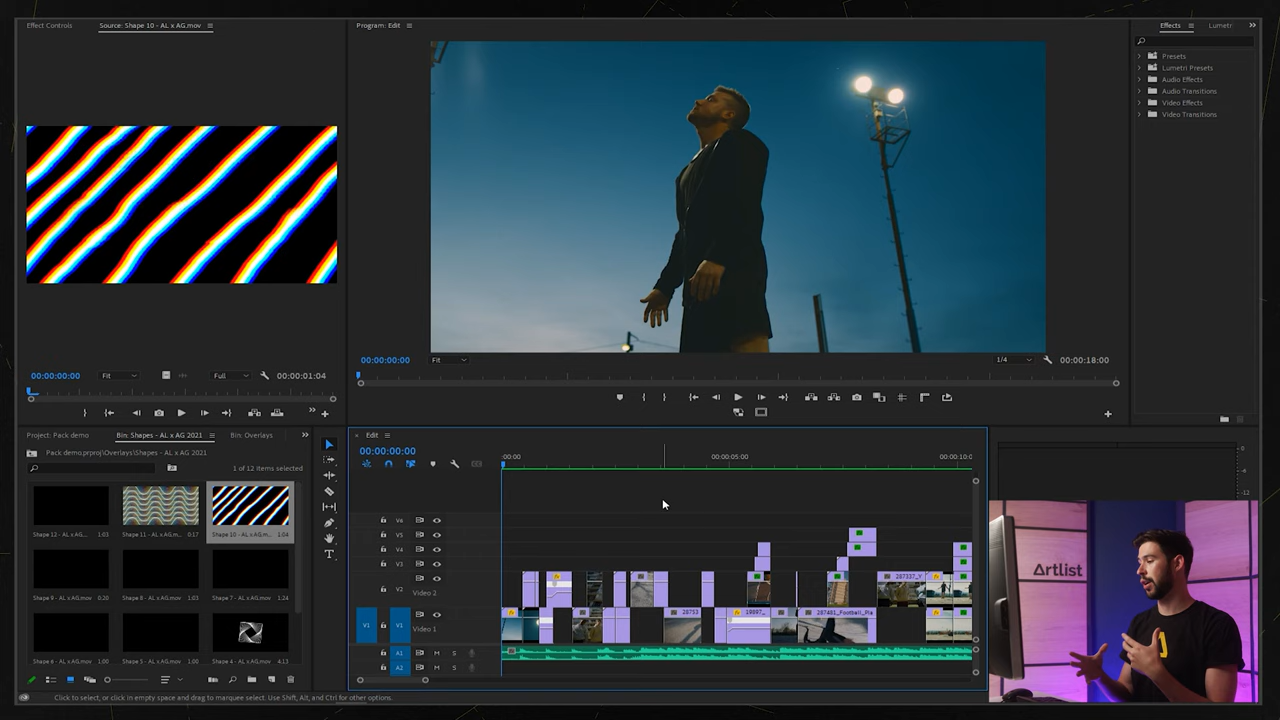 Effect Controls
Source: Shape 10 - AL x AG.mov
Program: Edit
Effects
Lumetr
Presets
Lumetri Presets
Audio Effects
Audio Transitions
Video Effects
Video Transitions
00:00:00:00
Fit
Full
00:00:01:04
00:00:00:00
Fit
1/4
00:00:18:00
Project: Pack demo
Bin: Shapes - AL x AG 2021
Bin: Overlays
Pack demo.prproj\Overlays\Shapes - AL x AG 2021
1 of 12 items selected
Shape 12 - AL x AG...
1:03
Shape 11 - AL x AG...
0:17
Shape 10 - AL x AG...
1:04
Shape 9 - AL x AG...
0:20
Shape 8 - AL x AG...
1:03
Shape 7 - AL x AG...
1:24
Shape 6 - AL x AG...
1:00
Shape 5 - AL x AG...
1:00
Shape 4 - AL x AG...
4:13
Edit
00:00:00:00
:00:00
00:00:05:00
00:00:10:0
V6
V5
V4
V3
V2
Video 2
287337_Y
V1
V1
Video 1
28753
287481_Football_Pla
A1
M
S
A2
M
S
0
-6
-12
Artlist
Click to select, or click in empty space and drag to marquee select. Use Shift, Alt, and Ctrl for other options.